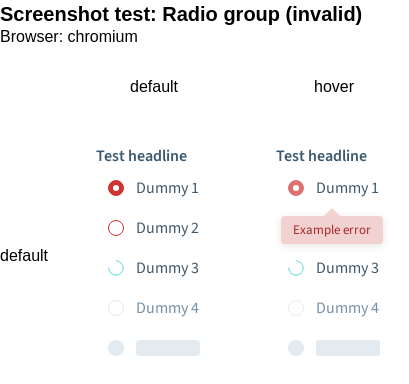 Screenshot test: Radio group (invalid)
Browser: chromium
default hover
Test headline Test headline
Dummy 1 Dummy 1
Dummy 2 Example error
default
Dummy 3 Dummy 3
Dummy 4 Dummy 4